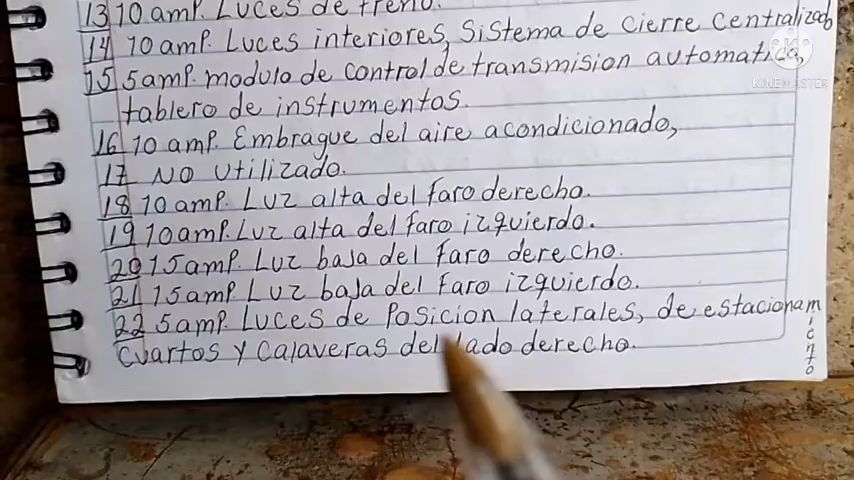 13 10 amp. Luces de freno.
14 10 amp. Luces interiores, Sistema de Cierre Centralizado
15 5 amp. modulo de control de transmision automatica,
tablero de instrumentos.
16 10 amp. Embrague del aire acondicionado,
17 NO Utilizado.
18 10 amp. Luz alta del faro derecho.
19 10 amp. Luz alta del faro izquierdo.
20 15 amp. Luz baja del faro derecho.
21 15 amp. Luz baja del faro izquierdo.
22 5 amp. Luces de Posicion laterales, de estacionamiento
Cuartos y Calaveras del lado derecho.
KINEMASTER